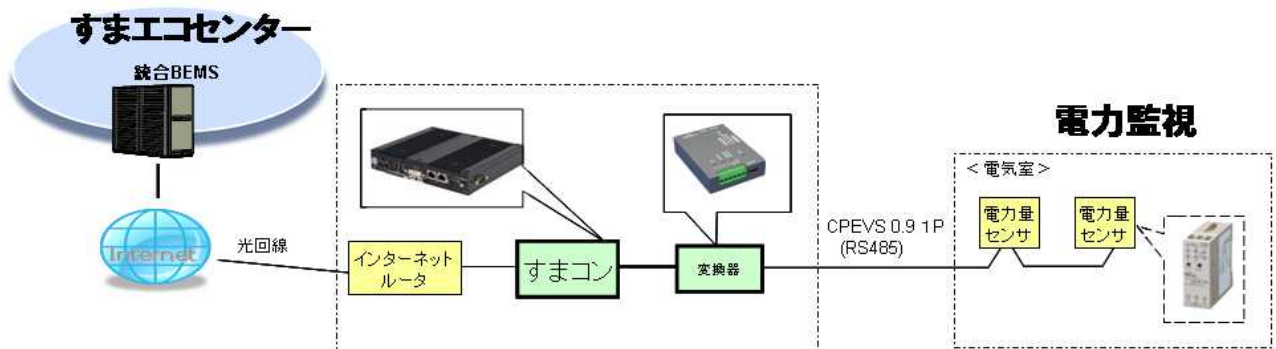 すまエコセンター
統合BEMS
Internet
光回線
インターネット
ルータ
すまコン
変換器
CPEVS 0.9 1P
(RS485)
電力監視
＜電気室＞
電力量
センサ
電力量
センサ